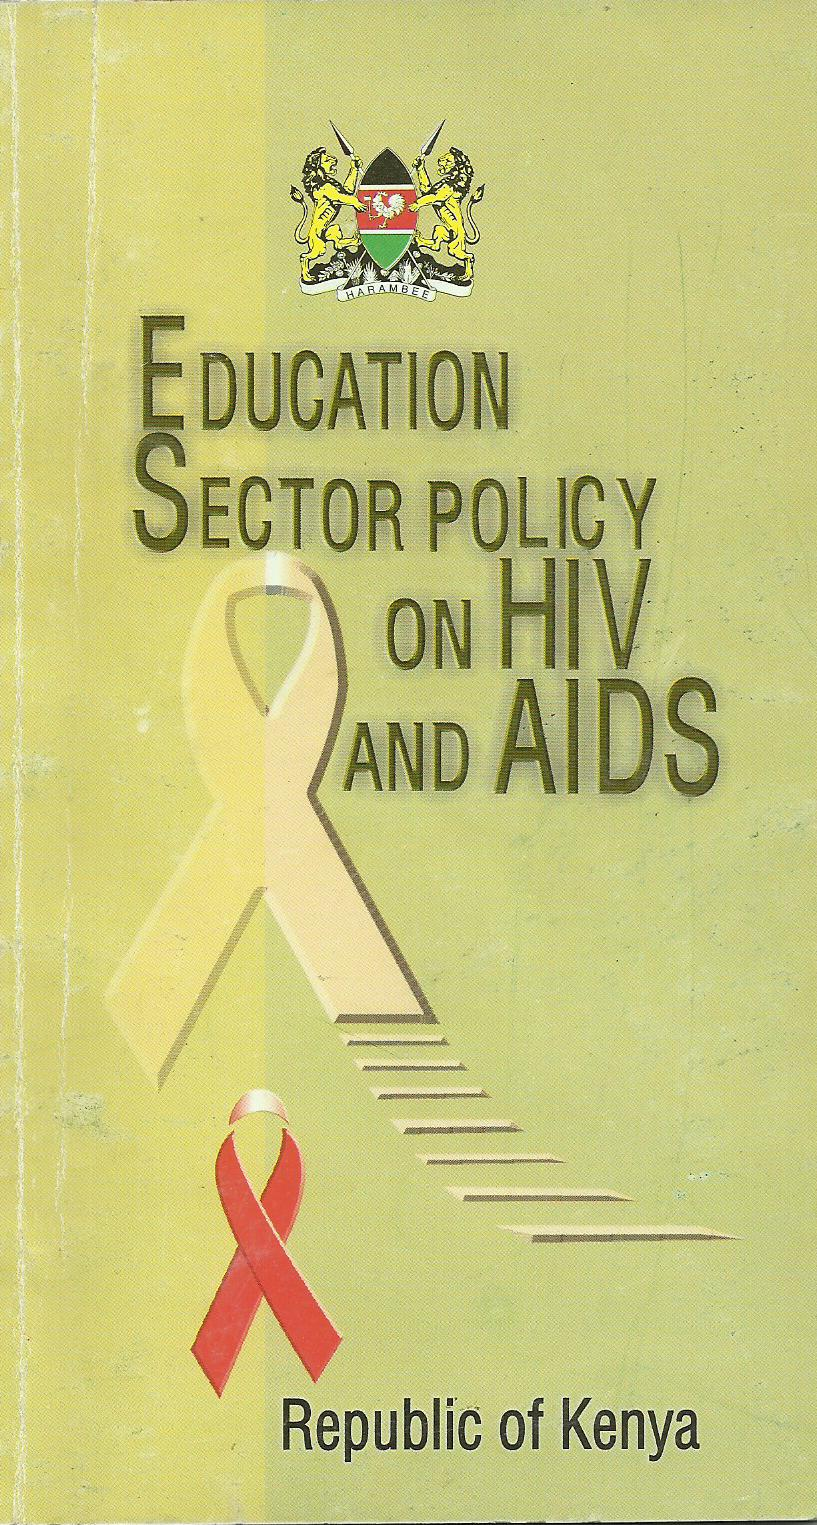 HARAMBEE
EDUCATION
SECTOR POLICY
ON HIV
AND AIDS
Republic of Kenya